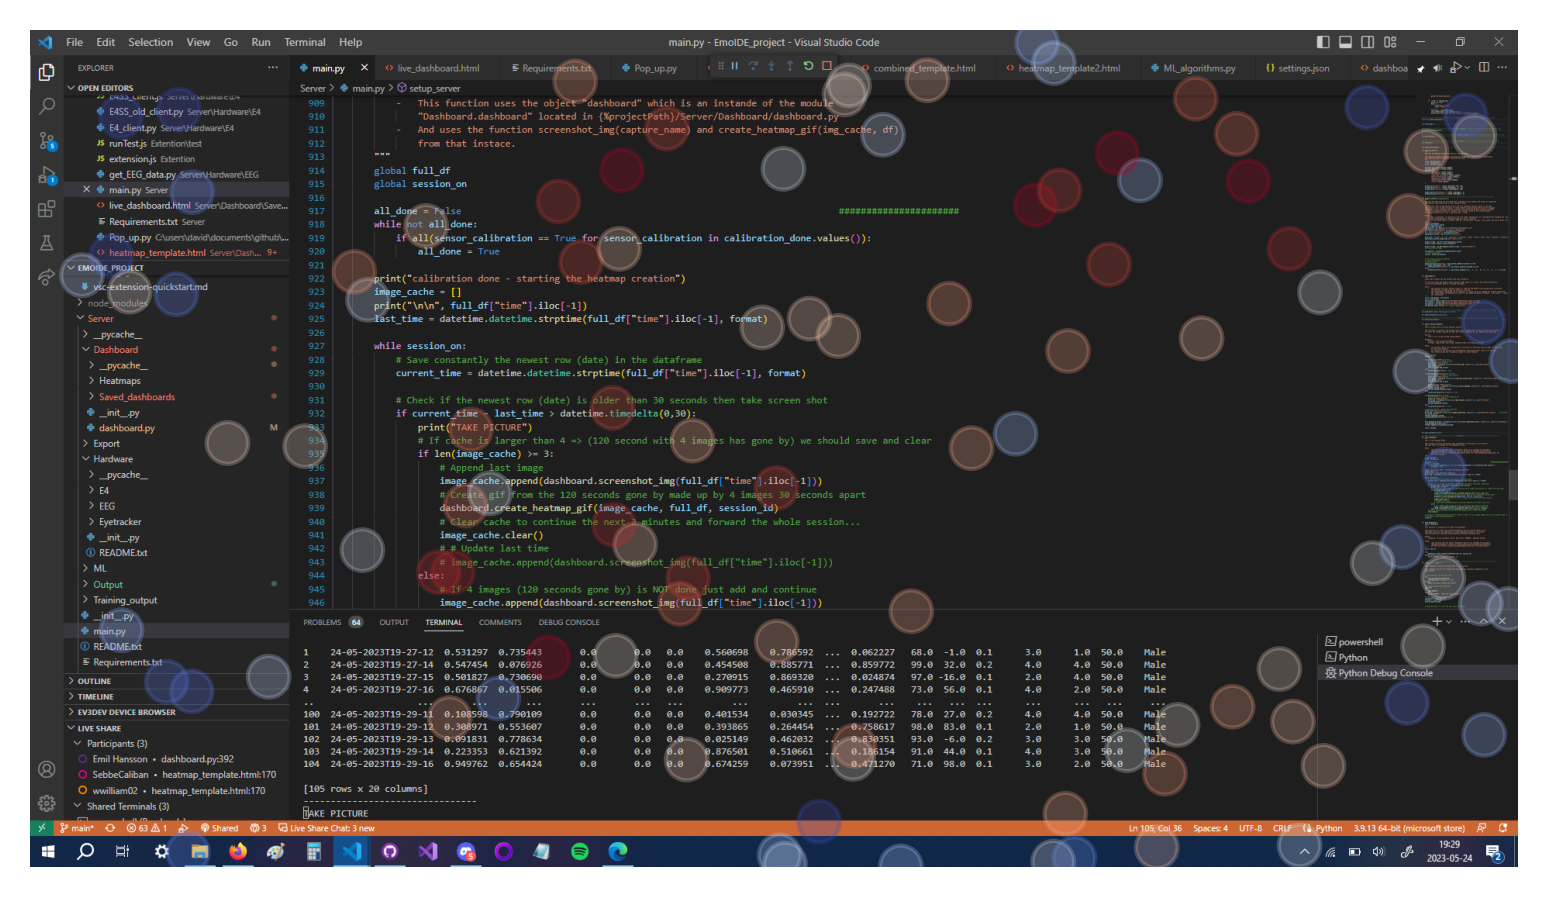 File Edit Selection View Go Run Terminal Help
main.py - EmoIDE_project - Visual Studio Code
EXPLORER
main.py
live_dashboard.html
Requirements.txt
Pop_up.py
combined_template.html
heatmap_template2.html
ML_algorithms.py
settings.json
dashboa
OPEN EDITORS
Server > main.py > setup_server
E4SS_old_client.py Server\Hardware\E4
E4_client.py Server\Hardware\E4
runTest.js Extention\test
extension.js Extention
get_EEG_data.py Server\Hardware\EEG
main.py Server
live_dashboard.html Server\Dashboard\Save...
Requirements.txt Server
Pop_up.py C:\users\david\documents\github\...
heatmap_template.html Server\Dash... 9+
EMOIDE_PROJECT
vsc-extension-quickstart.md
node_modules
Server
__pycache__
Dashboard
__pycache__
Heatmaps
Saved_dashboards
__init__.py
dashboard.py M
Export
Hardware
__pycache__
E4
EEG
Eyetracker
__init__.py
README.txt
ML
Output
Training_output
__init__.py
main.py
README.txt
Requirements.txt
OUTLINE
TIMELINE
EV3DEV DEVICE BROWSER
LIVE SHARE
Participants (3)
Emil Hansson • dashboard.py:392
SebbeCaliban • heatmap_template.html:170
wwilliam02 • heatmap_template.html:170
Shared Terminals (3)
909 - This function uses the object "dashboard" which is an instande of the module
910 "Dashboard.dashboard" located in {%projectPath}/Server/Dashboard/dashboard.py
911 - And uses the function screenshot_img(capture_name) and create_heatmap_gif(img_cache, df)
912 from that instace.
913 """
914 global full_df
915 global session_on
916
917 all_done = False ######################
918 while not all_done:
919 if all(sensor_calibration == True for sensor_calibration in calibration_done.values()):
920 all_done = True
921
922 print("calibration done - starting the heatmap creation")
923 image_cache = []
924 print("\n\n", full_df["time"].iloc[-1])
925 last_time = datetime.datetime.strptime(full_df["time"].iloc[-1], format)
926
927 while session_on:
928 # Save constantly the newest row (date) in the dataframe
929 current_time = datetime.datetime.strptime(full_df["time"].iloc[-1], format)
930
931 # Check if the newest row (date) is older than 30 seconds then take screen shot
932 if current_time - last_time > datetime.timedelta(0,30):
933 print("TAKE PICTURE")
934 # If cache is larger than 4 => (120 second with 4 images has gone by) we should save and clear
935 if len(image_cache) >= 3:
936 # Append last image
937 image_cache.append(dashboard.screenshot_img(full_df["time"].iloc[-1]))
938 # Create gif from the 120 seconds gone by made up by 4 images 30 seconds apart
939 dashboard.create_heatmap_gif(image_cache, full_df, session_id)
940 # Clear cache to continue the next 2 minutes and forward the whole session...
941 image_cache.clear()
942 # # Update last time
943 # image_cache.append(dashboard.screenshot_img(full_df["time"].iloc[-1]))
944 else:
945 # If 4 images (120 seconds gone by) is NOT done just add and continue
946 image_cache.append(dashboard.screenshot_img(full_df["time"].iloc[-1]))
PROBLEMS 64 OUTPUT TERMINAL COMMENTS DEBUG CONSOLE
1 24-05-2023T19-27-12 0.531297 0.735443 0.0 0.0 0.0 0.560698 0.786592 ... 0.062227 68.0 -1.0 0.1 3.0 1.0 50.0 Male
2 24-05-2023T19-27-14 0.547454 0.076926 0.0 0.0 0.0 0.454508 0.885771 ... 0.859772 99.0 32.0 0.2 4.0 4.0 50.0 Male
3 24-05-2023T19-27-15 0.501827 0.730690 0.0 0.0 0.0 0.270915 0.869320 ... 0.024874 97.0 -16.0 0.1 2.0 4.0 50.0 Male
4 24-05-2023T19-27-16 0.676867 0.015506 0.0 0.0 0.0 0.909773 0.465910 ... 0.247488 73.0 56.0 0.1 4.0 2.0 50.0 Male
.. ... ... ... ... ... ... ... ... ... ... ... ... ... ... ... ... ...
100 24-05-2023T19-29-11 0.108598 0.790109 0.0 0.0 0.0 0.401534 0.030345 ... 0.192722 78.0 27.0 0.2 4.0 4.0 50.0 Male
101 24-05-2023T19-29-12 0.308971 0.553607 0.0 0.0 0.0 0.393865 0.264454 ... 0.758617 98.0 83.0 0.1 2.0 1.0 50.0 Male
102 24-05-2023T19-29-13 0.091831 0.778634 0.0 0.0 0.0 0.025149 0.462032 ... 0.830351 93.0 -6.0 0.2 3.0 3.0 50.0 Male
103 24-05-2023T19-29-14 0.223353 0.621392 0.0 0.0 0.0 0.876501 0.510661 ... 0.186154 91.0 44.0 0.1 4.0 3.0 50.0 Male
104 24-05-2023T19-29-16 0.949762 0.654424 0.0 0.0 0.0 0.674259 0.073951 ... 0.471270 71.0 98.0 0.1 3.0 2.0 50.0 Male
[105 rows x 20 columns]
--------------------------------
TAKE PICTURE
powershell
Python
Python Debug Console
main* 63 1 Shared 3 Live Share Chat: 3 new
Ln 105, Col 36 Spaces: 4 UTF-8 CRLF Python 3.9.13 64-bit (microsoft store)
19:29
2023-05-24
2